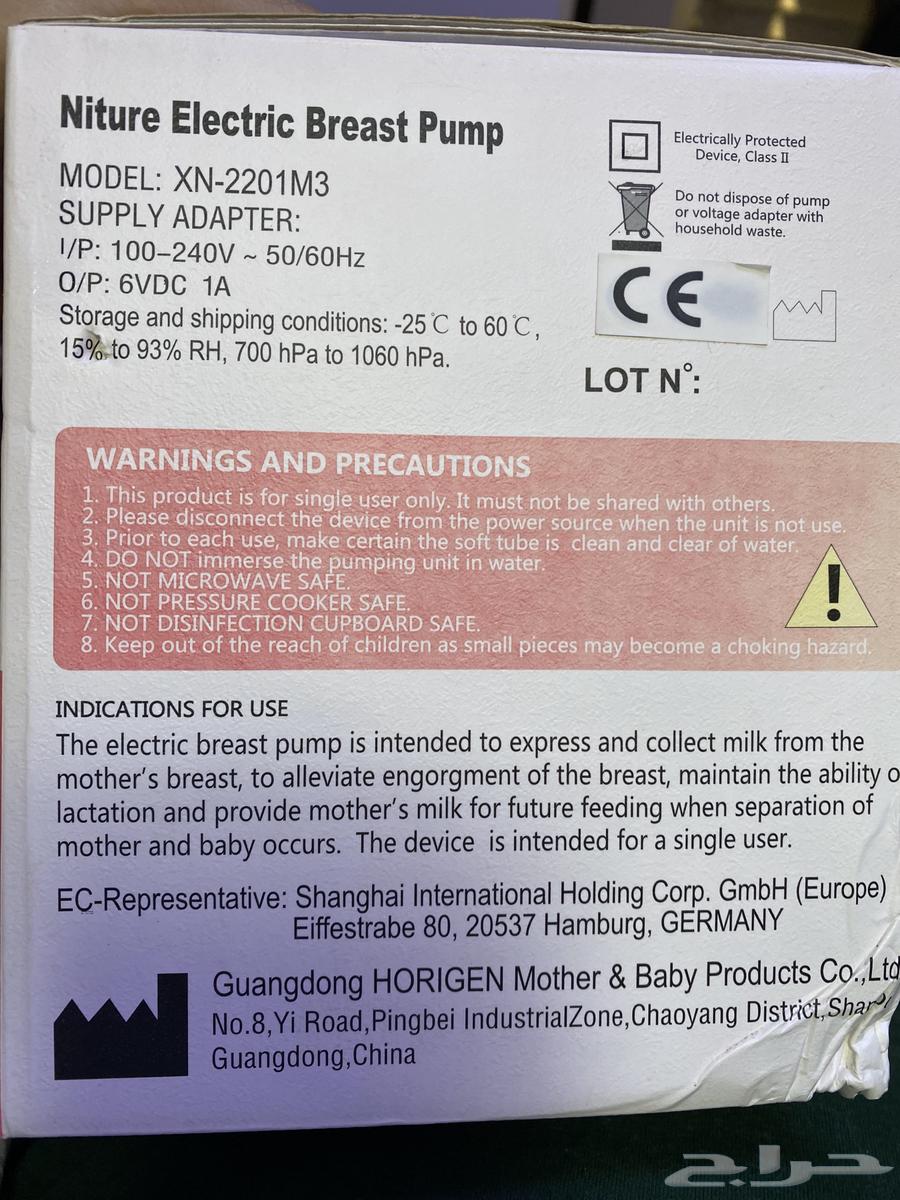 Niture Electric Breast Pump
MODEL: XN-2201M3
SUPPLY ADAPTER:
I/P: 100–240V ~ 50/60Hz
O/P: 6VDC 1A
Storage and shipping conditions: -25℃ to 60℃,
15% to 93% RH, 700 hPa to 1060 hPa.
Electrically Protected
Device, Class II
Do not dispose of pump
or voltage adapter with
household waste.
CE
LOT N°:
WARNINGS AND PRECAUTIONS
1. This product is for single user only. It must not be shared with others.
2. Please disconnect the device from the power source when the unit is not use.
3. Prior to each use, make certain the soft tube is clean and clear of water.
4. DO NOT immerse the pumping unit in water.
5. NOT MICROWAVE SAFE.
6. NOT PRESSURE COOKER SAFE.
7. NOT DISINFECTION CUPBOARD SAFE.
8. Keep out of the reach of children as small pieces may become a choking hazard.
INDICATIONS FOR USE
The electric breast pump is intended to express and collect milk from the
mother's breast, to alleviate engorgment of the breast, maintain the ability o
lactation and provide mother's milk for future feeding when separation of
mother and baby occurs. The device is intended for a single user.
EC-Representative: Shanghai International Holding Corp. GmbH (Europe)
Eiffestrabe 80, 20537 Hamburg, GERMANY
Guangdong HORIGEN Mother & Baby Products Co.,Ltd
No.8,Yi Road,Pingbei IndustrialZone,Chaoyang District,
Guangdong,China
حراج